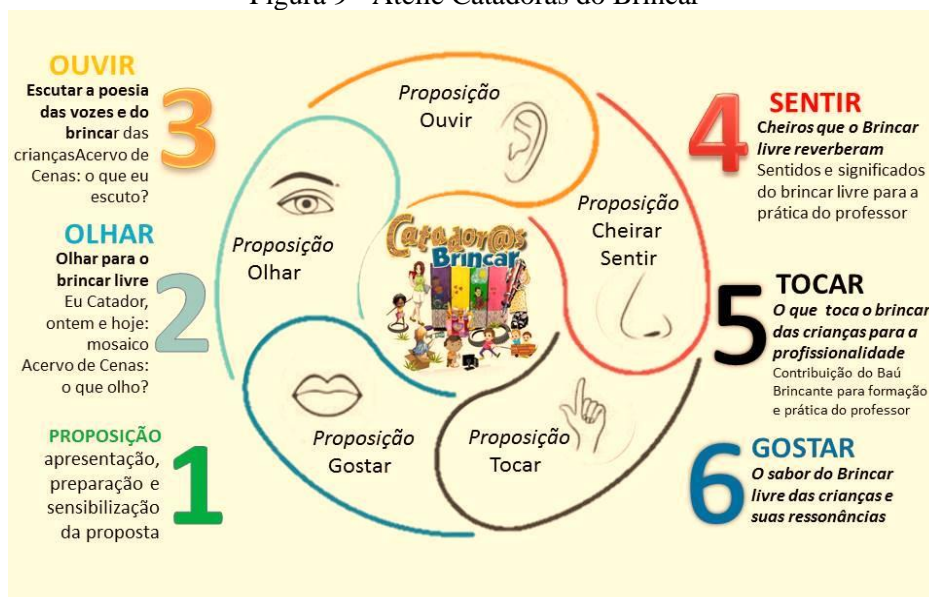 Figura 9 - Ateliê Catadoras do Brincar
OUVIR
Escutar a poesia
das vozes e do
brincar das
criançasAcervo de
Cenas: o que eu
escuto?
3
OLHAR
Olhar para o
brincar livre
Eu Catador,
ontem e hoje:
mosaico
Acervo de Cenas:
o que olho?
2
PROPOSIÇÃO
apresentação,
preparação e
sensibilização
da proposta
1
Proposição
Ouvir
Proposição
Olhar
Proposição
Cheirar
Sentir
Catador@s
Brincar
Proposição
Gostar
Proposição
Tocar
4
SENTIR
Cheiros que o Brincar
livre reverberam
Sentidos e significados
do brincar livre para a
prática do professor
5
TOCAR
O que toca o brincar
das crianças para a
profissionalidade
Contribuição do Baú
Brincante para formação
e prática do professor
6
GOSTAR
O sabor do Brincar
livre das crianças e
suas ressonâncias